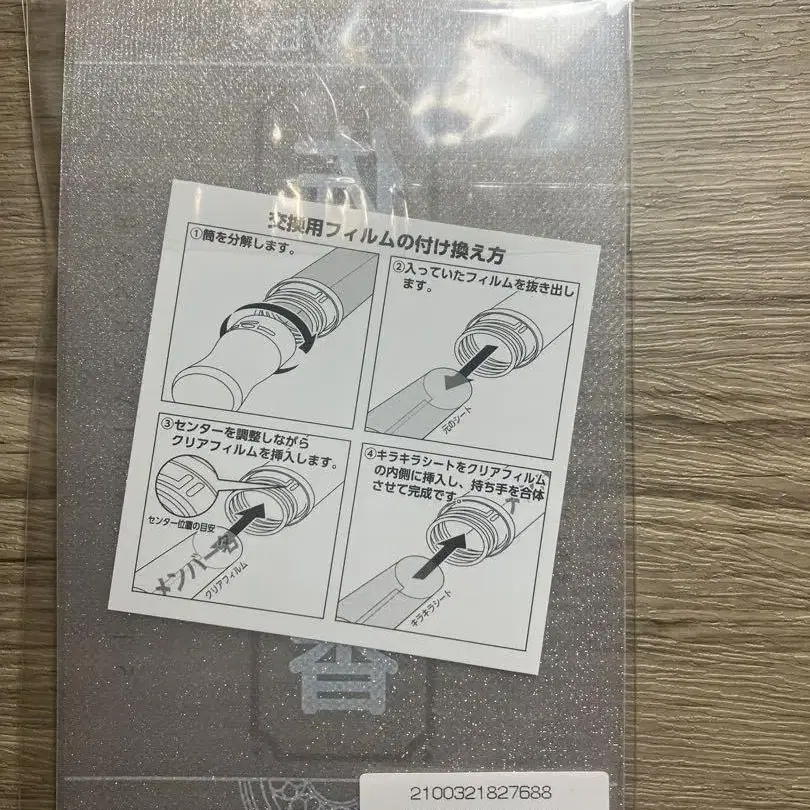 交換用フィルムの付け換え方
①筒を分解します。
②入っていたフィルムを抜き出し
ます。
元のシート
③センターを調整しながら
クリアフィルムを挿入します。
センター位置の目安
メンバー名
クリアフィルム
④キラキラシートをクリアフィルム
の内側に挿入し、持ち手を合体
させて完成です。
キラキラシート
2100321827688